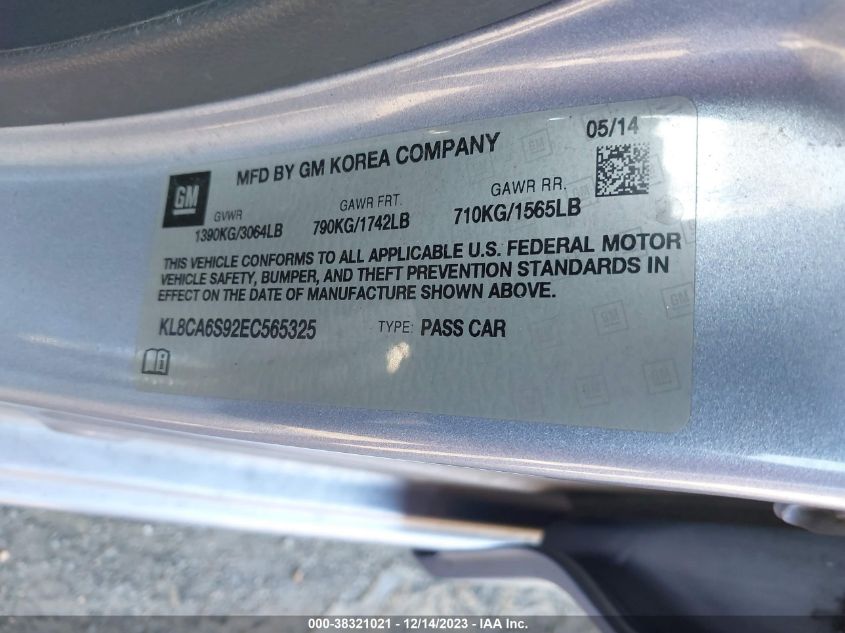 MFD BY GM KOREA COMPANY
05/14
GM
GVWR
1390KG/3064LB
GAWR FRT.
790KG/1742LB
GAWR RR.
710KG/1565LB
THIS VEHICLE CONFORMS TO ALL APPLICABLE U.S. FEDERAL MOTOR
VEHICLE SAFETY, BUMPER, AND THEFT PREVENTION STANDARDS IN
EFFECT ON THE DATE OF MANUFACTURE SHOWN ABOVE.
KL8CA6S92EC565325 TYPE: PASS CAR
000-38321021 - 12/14/2023 - IAA Inc.